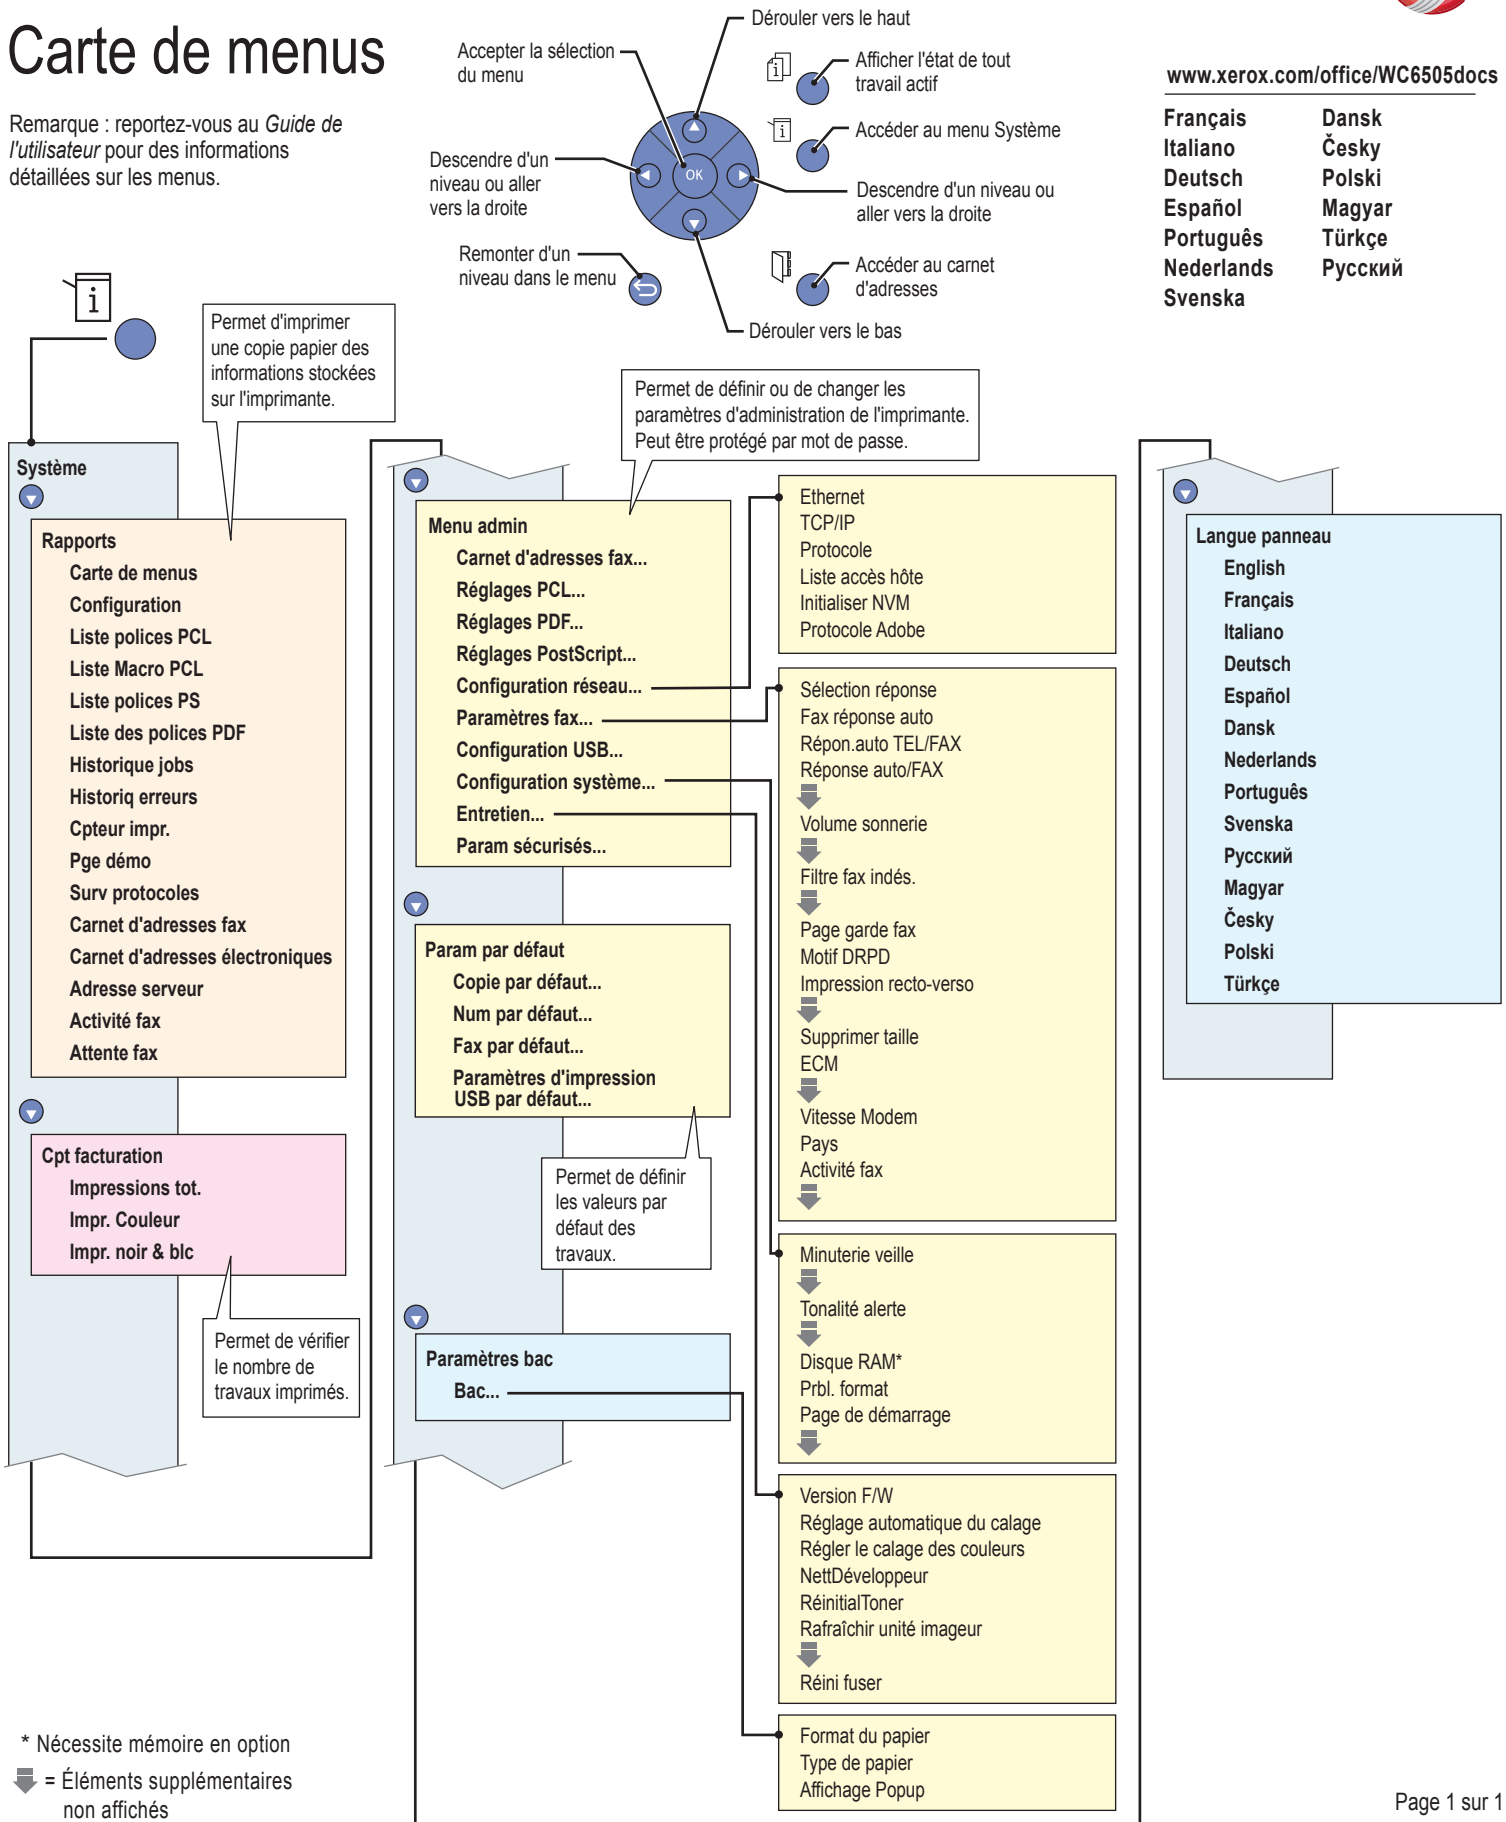 Carte de menus
Remarque : reportez-vous au Guide de
l'utilisateur pour des informations
détaillées sur les menus.
Dérouler vers le haut
Accepter la sélection
du menu
Afficher l'état de tout
travail actif
Accéder au menu Système
Descendre d'un
niveau ou aller
vers la droite
OK
Descendre d'un niveau ou
aller vers la droite
Remonter d'un
niveau dans le menu
Accéder au carnet
d'adresses
Dérouler vers le bas
www.xerox.com/office/WC6505docs
Français
Italiano
Deutsch
Español
Português
Nederlands
Svenska
Dansk
Česky
Polski
Magyar
Türkçe
Русский
i
i
i
Permet d'imprimer
une copie papier des
informations stockées
sur l'imprimante.
Système
Rapports
Carte de menus
Configuration
Liste polices PCL
Liste Macro PCL
Liste polices PS
Liste des polices PDF
Historique jobs
Historiq erreurs
Cpteur impr.
Pge démo
Surv protocoles
Carnet d'adresses fax
Carnet d'adresses électroniques
Adresse serveur
Activité fax
Attente fax
Cpt facturation
Impressions tot.
Impr. Couleur
Impr. noir & blc
Permet de vérifier
le nombre de
travaux imprimés.
Permet de définir ou de changer les
paramètres d'administration de l'imprimante.
Peut être protégé par mot de passe.
Menu admin
Carnet d'adresses fax...
Réglages PCL...
Réglages PDF...
Réglages PostScript...
Configuration réseau...
Paramètres fax...
Configuration USB...
Configuration système...
Entretien...
Param sécurisés...
Param par défaut
Copie par défaut...
Num par défaut...
Fax par défaut...
Paramètres d'impression
USB par défaut...
Permet de définir
les valeurs par
défaut des
travaux.
Paramètres bac
Bac...
Ethernet
TCP/IP
Protocole
Liste accès hôte
Initialiser NVM
Protocole Adobe
Sélection réponse
Fax réponse auto
Répon.auto TEL/FAX
Réponse auto/FAX
Volume sonnerie
Filtre fax indés.
Page garde fax
Motif DRPD
Impression recto-verso
Supprimer taille
ECM
Vitesse Modem
Pays
Activité fax
Minuterie veille
Tonalité alerte
Disque RAM*
Prbl. format
Page de démarrage
Version F/W
Réglage automatique du calage
Régler le calage des couleurs
NettDéveloppeur
RéinitialToner
Rafraîchir unité imageur
Réini fuser
Format du papier
Type de papier
Affichage Popup
Langue panneau
English
Français
Italiano
Deutsch
Español
Dansk
Nederlands
Português
Svenska
Русский
Magyar
Česky
Polski
Türkçe
* Nécessite mémoire en option
= Éléments supplémentaires
non affichés
Page 1 sur 1